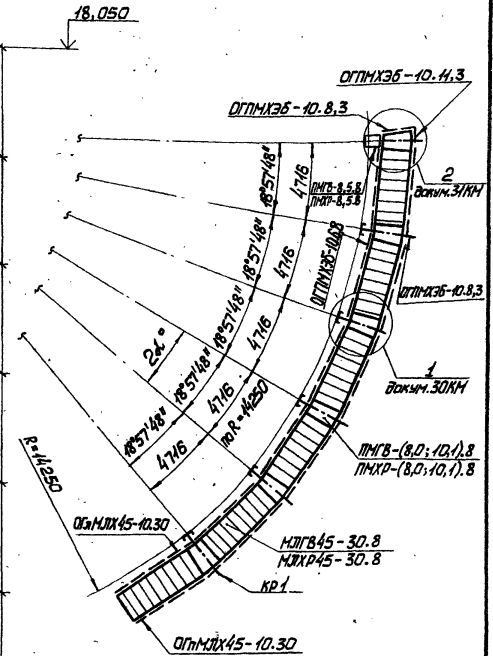 18,050
ОГПМХЭБ-10.11,3
ОГПМХЭБ-10.8,3
2
докум.31КМ
ПМГВ-8,5.8
ПМХР-8,5.8
18°57'48"
4716
18°57'48"
4716
ОГПМХЭБ-10.6,8
ОГПМХЭБ-10.8,3
18°57'48"
4716
2α°
1
докум.30КМ
18°57'48"
4716
по R=14250
18°57'48"
4716
ПМГВ-(8,0;10,1).8
ПМХР-(8,0;10,1).8
R=14250
ОГпМЛХ45-10.30
МЛГВ45-30.8
МЛХР45-30.8
КР1
ОГпМЛХ45-10.30